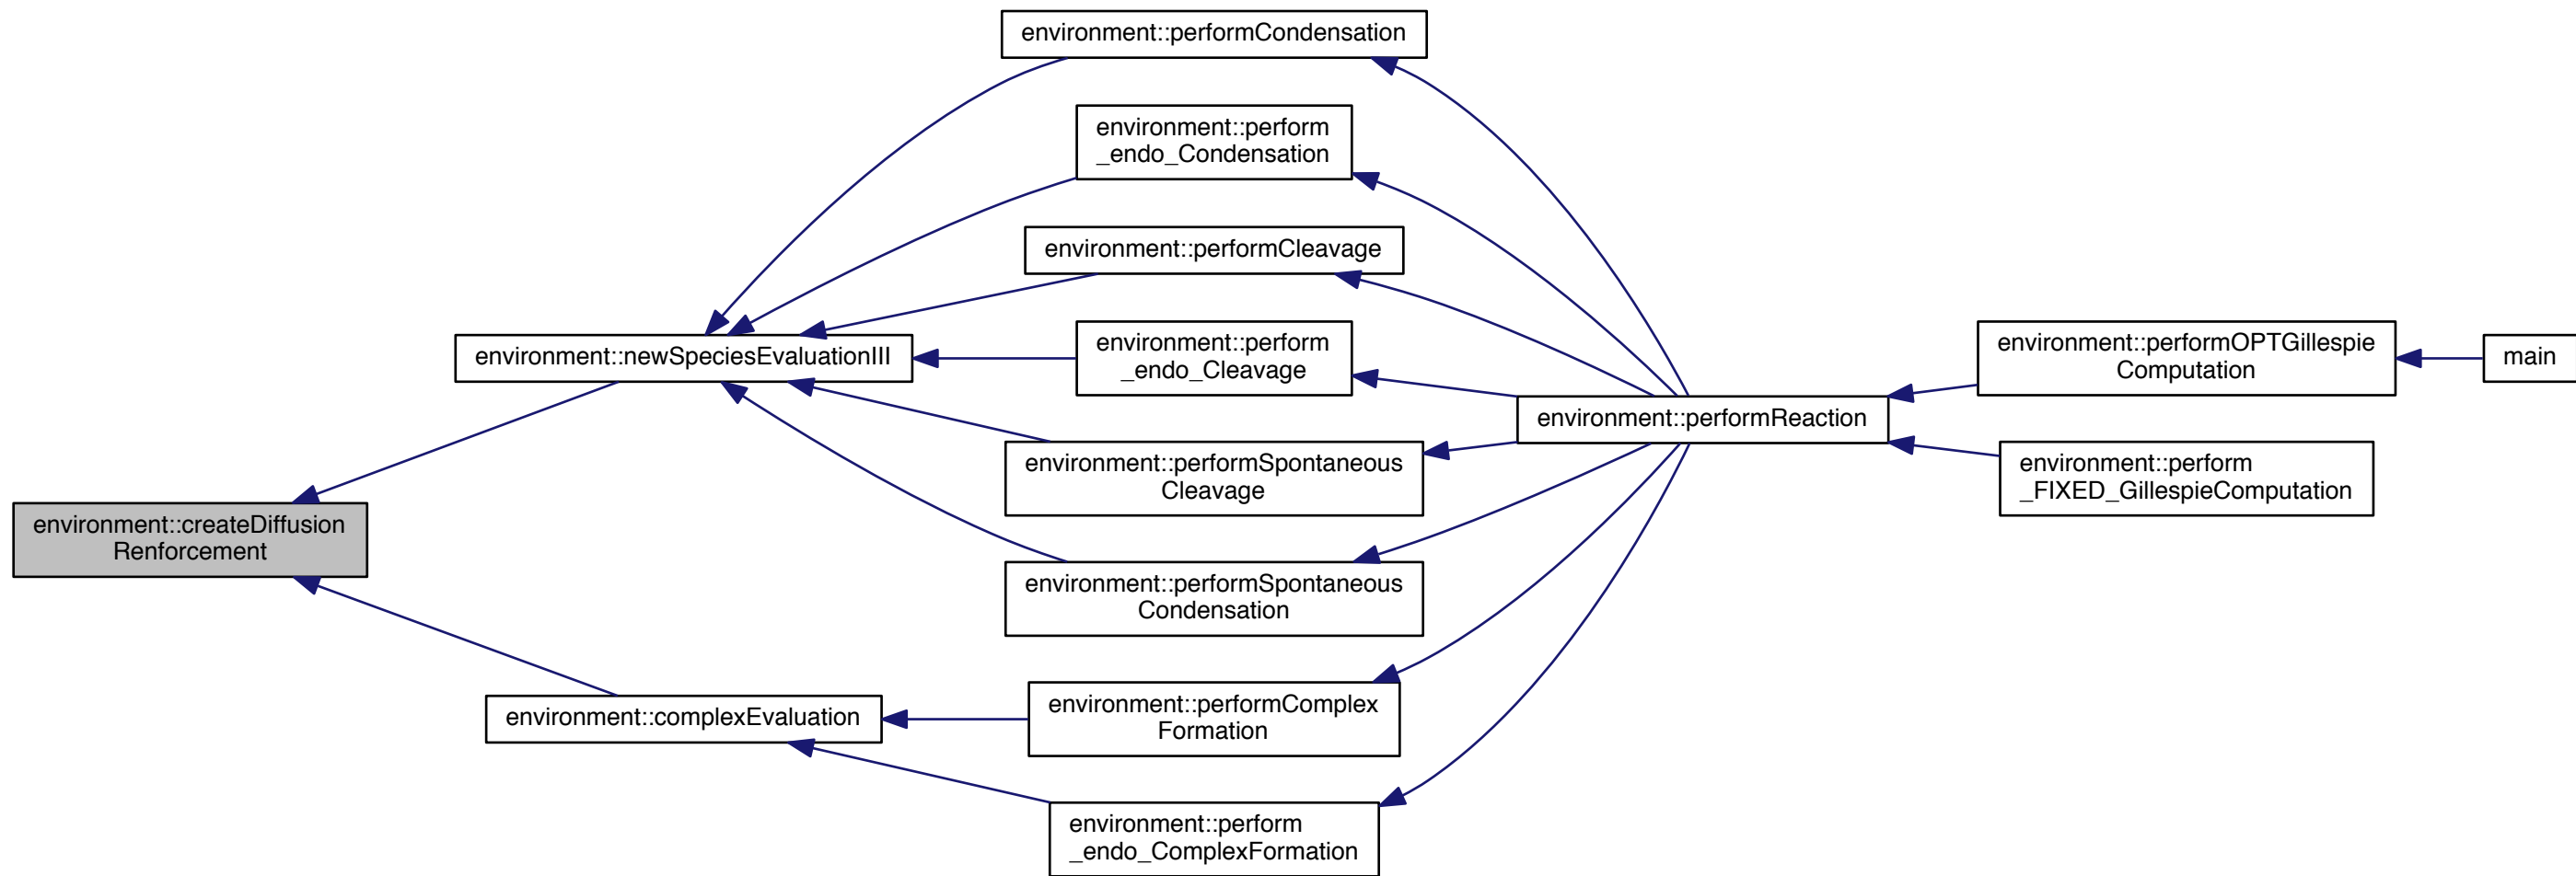 environment::performCondensation
environment::perform
_endo_Condensation
environment::performCleavage
environment::newSpeciesEvaluationIII
environment::perform
_endo_Cleavage
environment::performOPTGillespie
Computation
main
environment::performReaction
environment::performSpontaneous
Cleavage
environment::perform
_FIXED_GillespieComputation
environment::createDiffusion
Renforcement
environment::performSpontaneous
Condensation
environment::complexEvaluation
environment::performComplex
Formation
environment::perform
_endo_ComplexFormation